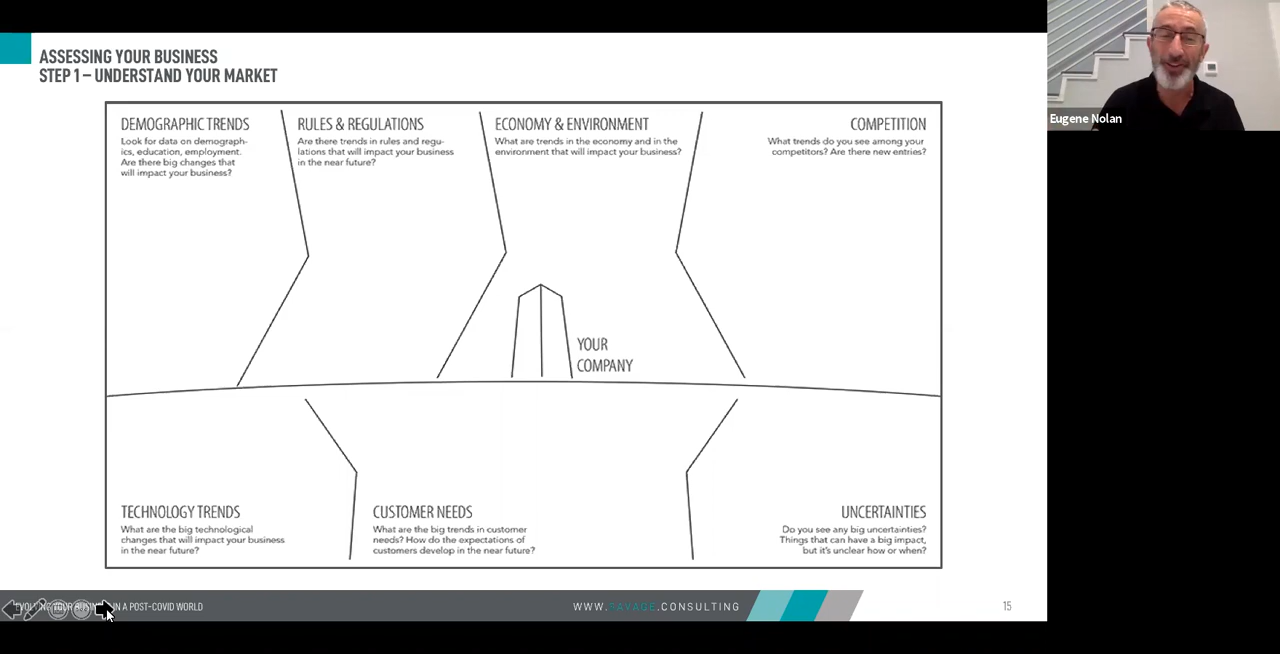 ASSESSING YOUR BUSINESS
STEP 1 – UNDERSTAND YOUR MARKET
Eugene Nolan
DEMOGRAPHIC TRENDS
Look for data on demograph-
ics, education, employment.
Are there big changes that
will impact your business?
RULES & REGULATIONS
Are there trends in rules and regu-
lations that will impact your business
in the near future?
ECONOMY & ENVIRONMENT
What are trends in the economy and in the
environment that will impact your business?
COMPETITION
What trends do you see among your
competitors? Are there new entries?
YOUR
COMPANY
TECHNOLOGY TRENDS
What are the big technological
changes that will impact your business
in the near future?
CUSTOMER NEEDS
What are the big trends in customer
needs? How do the expectations of
customers develop in the near future?
UNCERTAINTIES
Do you see any big uncertainties?
Things that can have a big impact,
but it's unclear how or when?
EVOLVING YOUR BUSINESS IN A POST-COVID WORLD
WWW.SAVAGE.CONSULTING
15